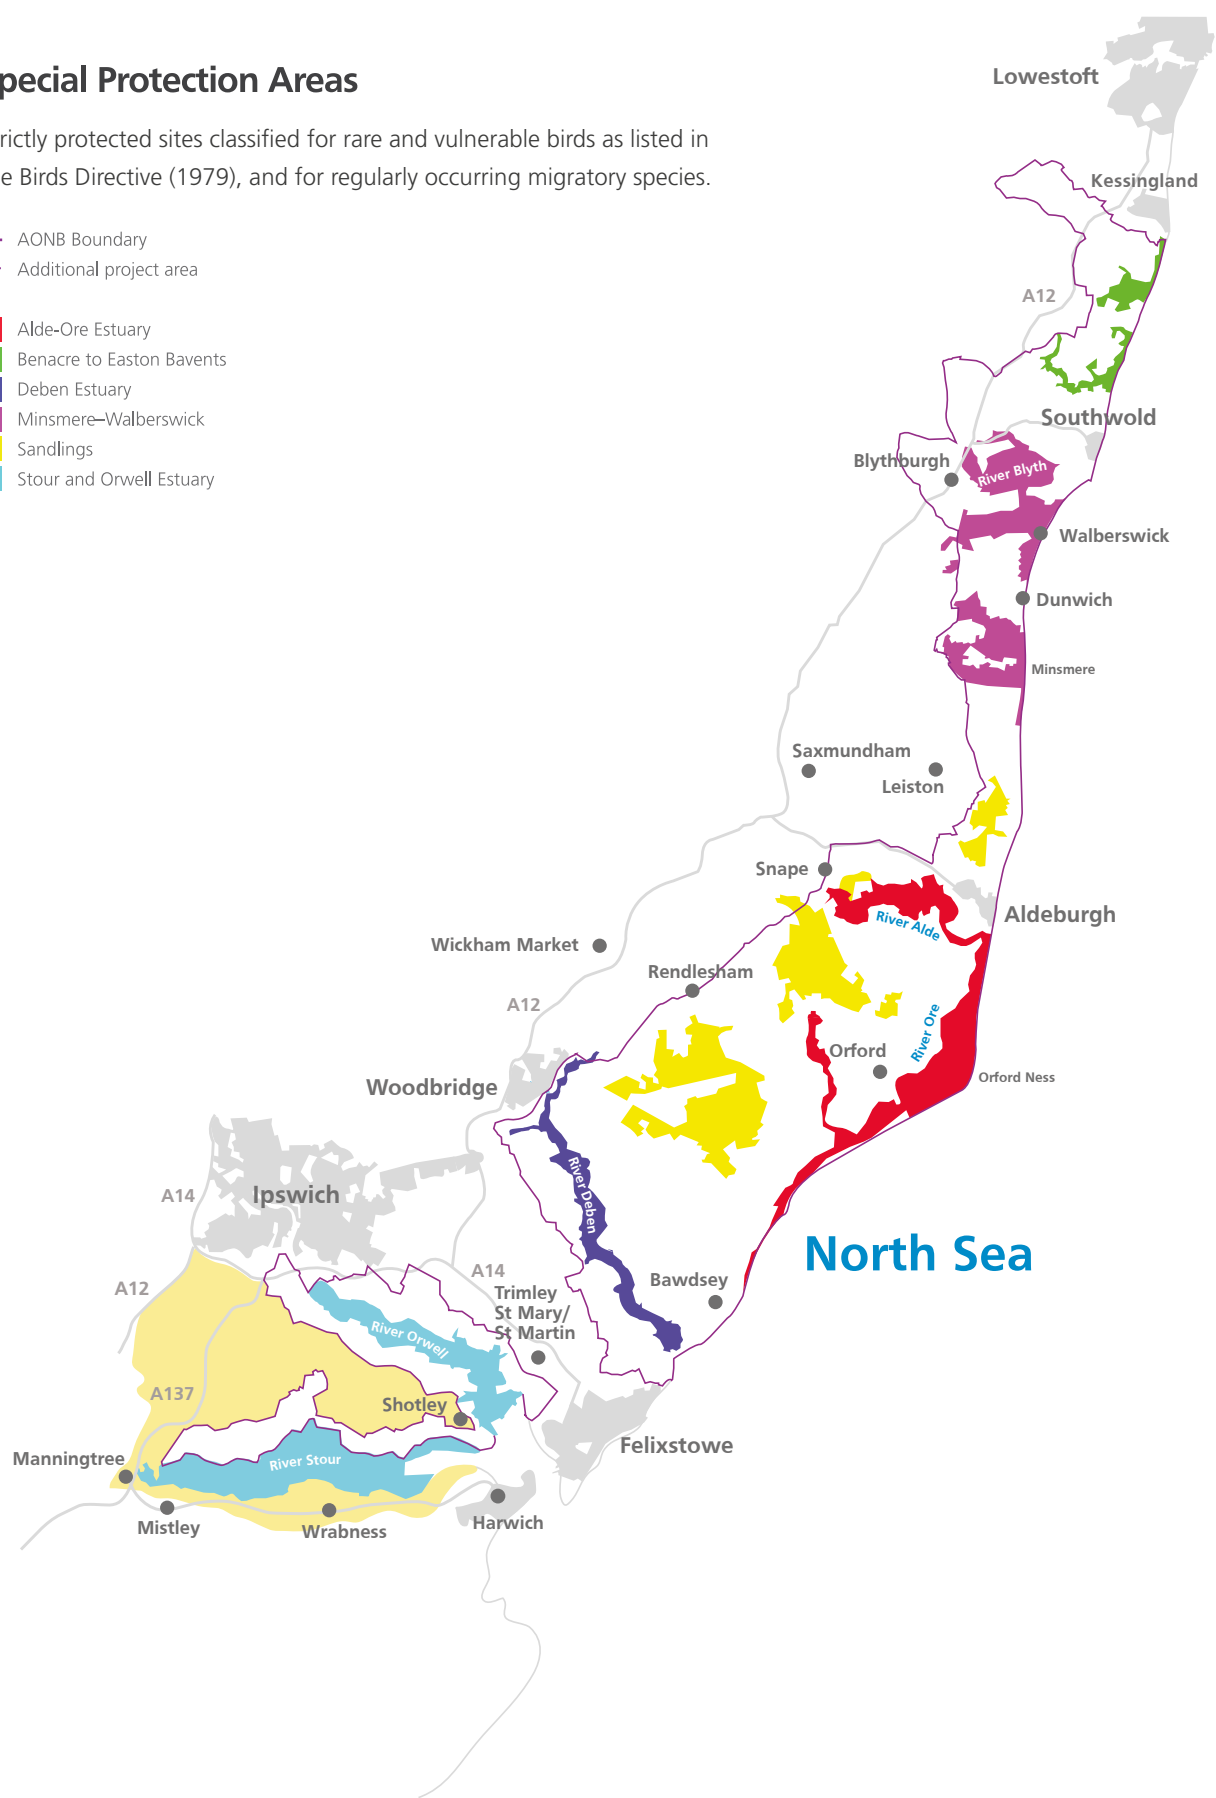 pecial Protection Areas
rictly protected sites classified for rare and vulnerable birds as listed in
e Birds Directive (1979), and for regularly occurring migratory species.
AONB Boundary
Additional project area
Alde-Ore Estuary
Benacre to Easton Bavents
Deben Estuary
Minsmere–Walberswick
Sandlings
Stour and Orwell Estuary
Lowestoft
Kessingland
A12
Southwold
Blythburgh
River Blyth
Walberswick
Dunwich
Minsmere
Saxmundham
Leiston
Snape
Aldeburgh
River Alde
Wickham Market
Rendlesham
A12
River Ore
Orford
Orford Ness
Woodbridge
A14
Ipswich
River Deben
North Sea
A14
Bawdsey
A12
Trimley
St Mary/
St Martin
River Orwell
A137
Shotley
Felixstowe
Manningtree
River Stour
Mistley
Wrabness
Harwich